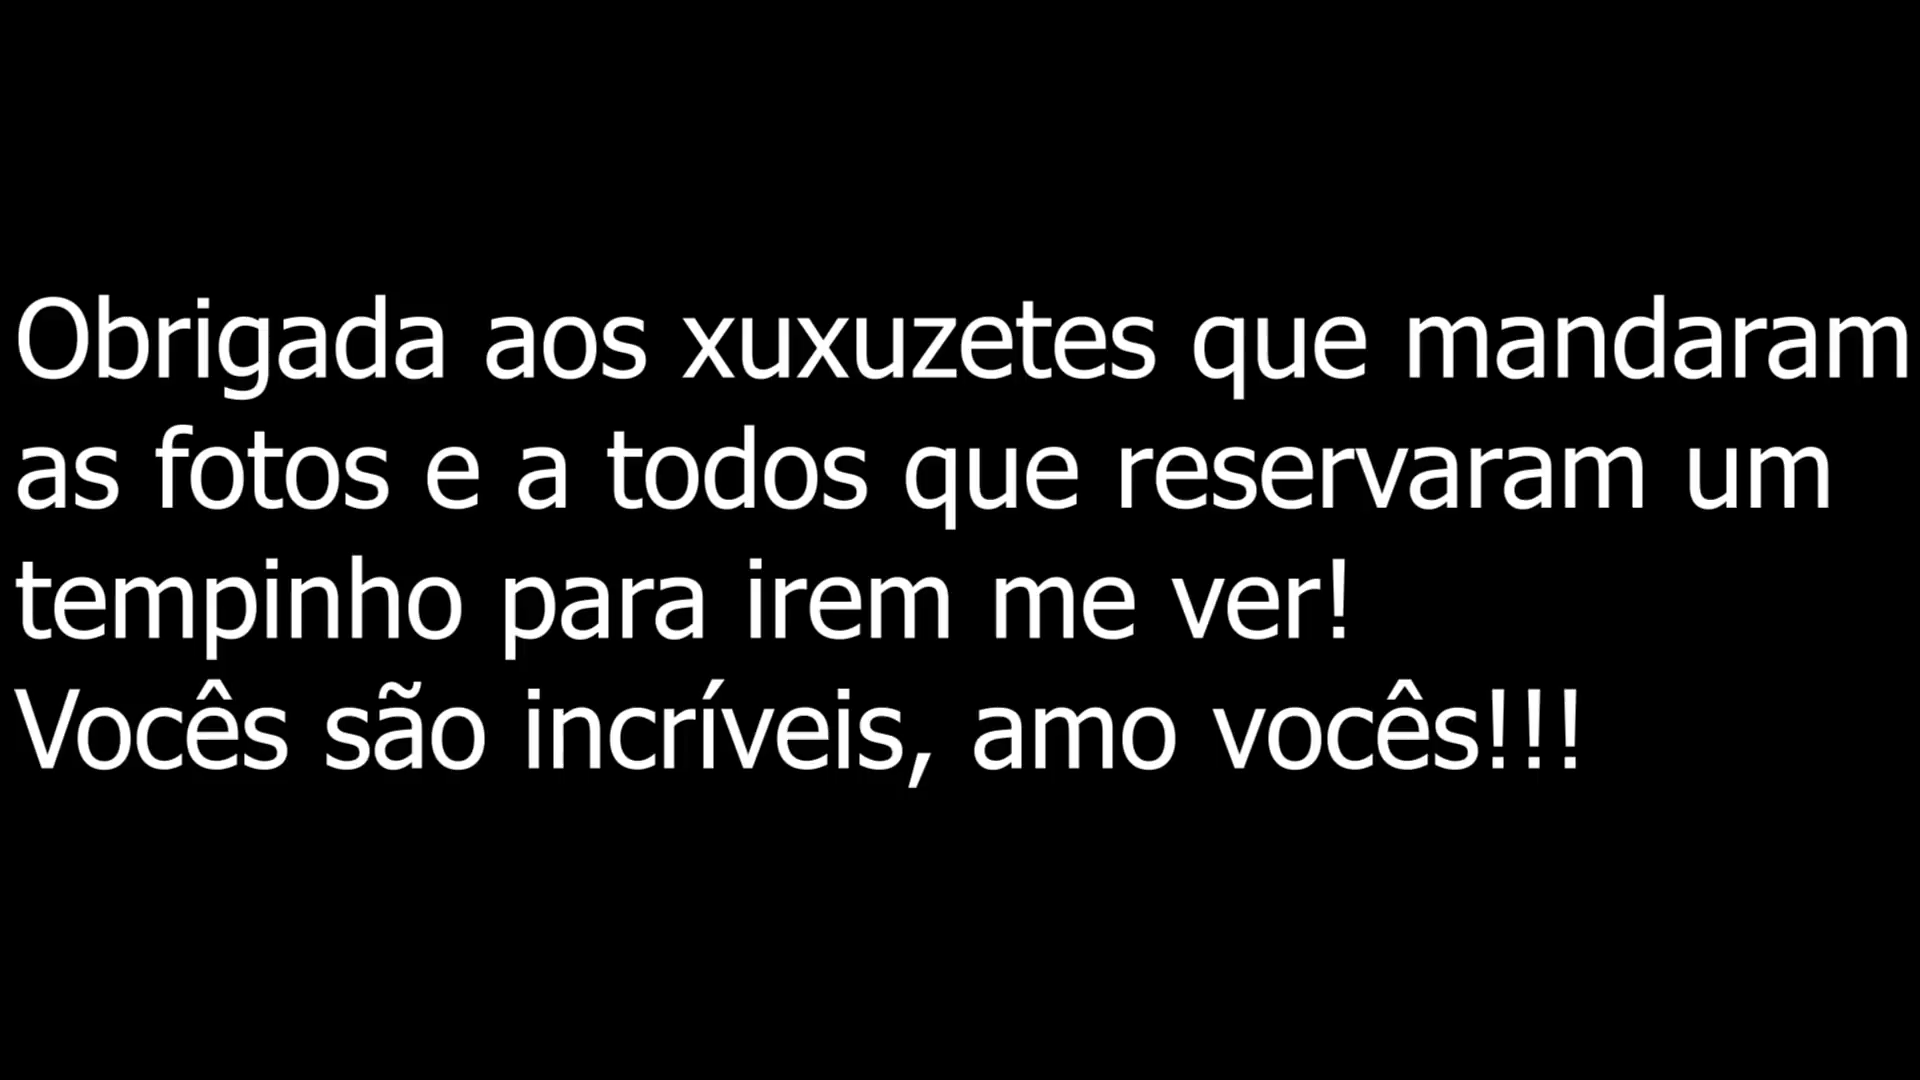 Obrigada aos xuxuzetes que mandaram
as fotos e a todos que reservaram um
tempinho para irem me ver!
Vocês são incríveis, amo vocês!!!